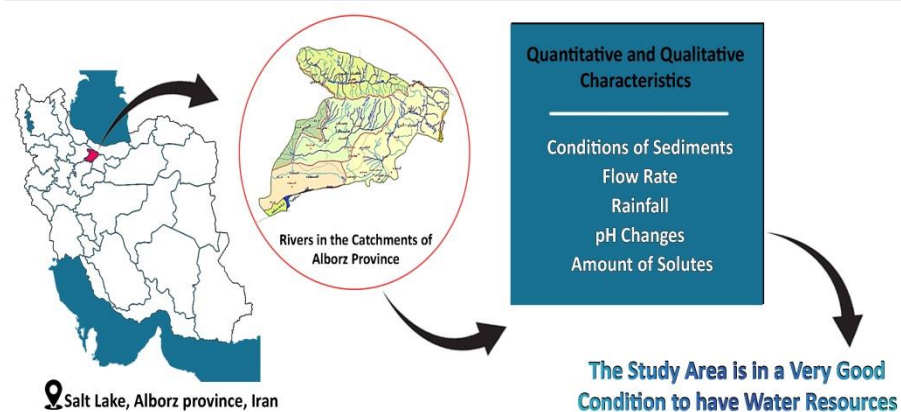 Quantitative and Qualitative
Characteristics
Conditions of Sediments
Flow Rate
Rainfall
pH Changes
Amount of Solutes
Rivers in the Catchments of
Alborz Province
Salt Lake, Alborz province, Iran
The Study Area is in a Very Good
Condition to have Water Resources